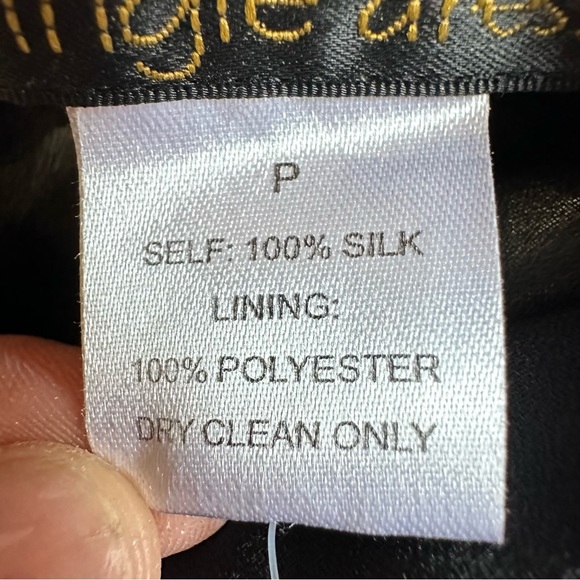 P
SELF: 100% SILK
LINING:
100% POLYESTER
DRY CLEAN ONLY